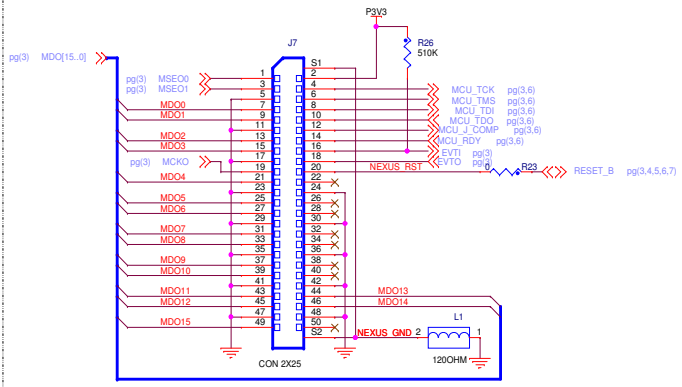 P3V3
J7
R26
510K
pg(3) MDO[15..0]
S1
pg(3) MSEO0 1 2
pg(3) MSEO1 3 4 MCU_TCK pg(3,6)
5 6 MCU_TMS pg(3,6)
MDO0 7 8 MCU_TDI pg(3,6)
MDO1 9 10 MCU_TDO pg(3,6)
11 12 MCU_J_COMP pg(3,6)
MDO2 13 14 MCU_RDY pg(3,6)
MDO3 15 16 EVTI pg(3)
pg(3) MCKO 17 18 EVTO pg(3)
19 20 NEXUS_RST 0 R23 RESET_B pg(3,4,5,6,7)
MDO4 21 22
23 24
MDO5 25 26
MDO6 27 28
29 30
MDO7 31 32
MDO8 33 34
35 36
MDO9 37 38
MDO10 39 40
41 42
MDO11 43 44 MDO13
MDO12 45 46 MDO14
47 48
MDO15 49 50
S2 NEXUS_GND 2 L1 1
120OHM
CON 2X25